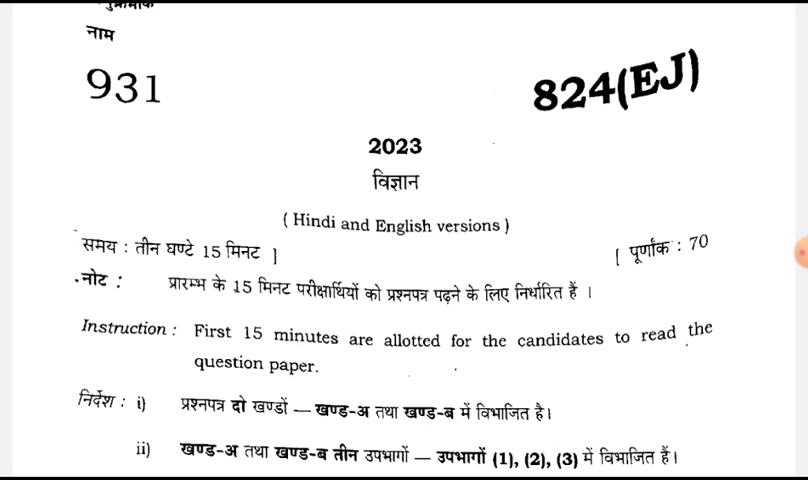 नाम
931
824(EJ)
2023
विज्ञान
( Hindi and English versions )
समय : तीन घण्टे 15 मिनट ] [ पूर्णांक : 70
नोट : प्रारम्भ के 15 मिनट परीक्षार्थियों को प्रश्नपत्र पढ़ने के लिए निर्धारित हैं ।
Instruction : First 15 minutes are allotted for the candidates to read the
question paper.
निर्देश : i) प्रश्नपत्र दो खण्डों — खण्ड-अ तथा खण्ड-ब में विभाजित है।
ii) खण्ड-अ तथा खण्ड-ब तीन उपभागों — उपभागों (1), (2), (3) में विभाजित हैं।